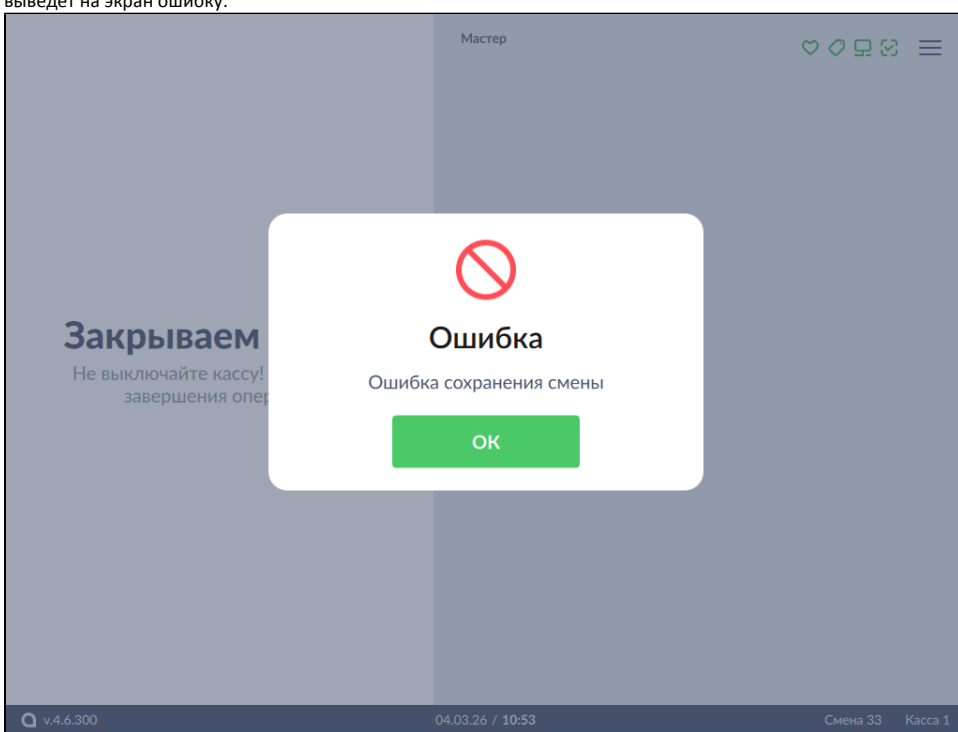 выведет на экран ошибку:
Мастер
Закрываем
Не выключайте кассу!
завершения опер
Ошибка
Ошибка сохранения смены
ОК
v.4.6.300
04.03.26 / 10:53
Смена 33 Касса 1